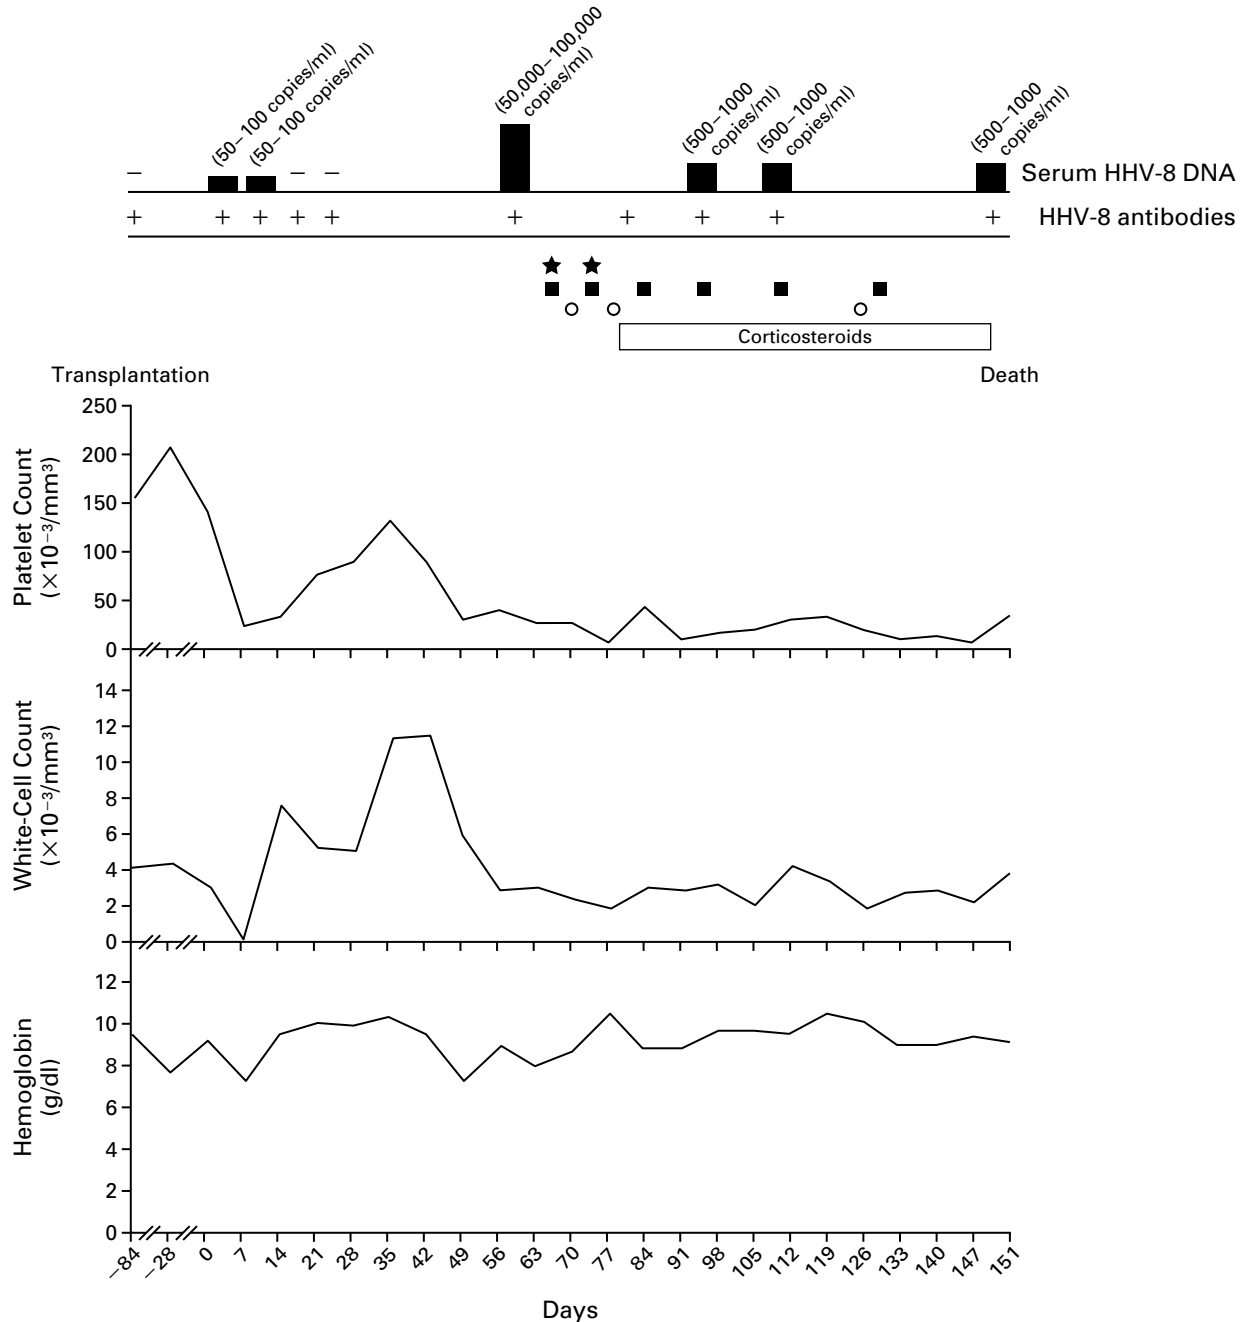 (50–100 copies/ml)
(50–100 copies/ml)
(50,000–100,000
copies/ml)
(500–1000
copies/ml)
(500–1000
copies/ml)
(500–1000
copies/ml)
– – –
Serum HHV-8 DNA
+ + + + + + + + + +
HHV-8 antibodies
Corticosteroids
Transplantation
Death
Platelet Count
(×10⁻³/mm³)
250
200
150
100
50
0
White-Cell Count
(×10⁻³/mm³)
14
12
10
8
6
4
2
0
Hemoglobin
(g/dl)
12
10
8
6
4
2
0
–84 –28 0 7 14 21 28 35 42 49 56 63 70 77 84 91 98 105 112 119 126 133 140 147 151
Days